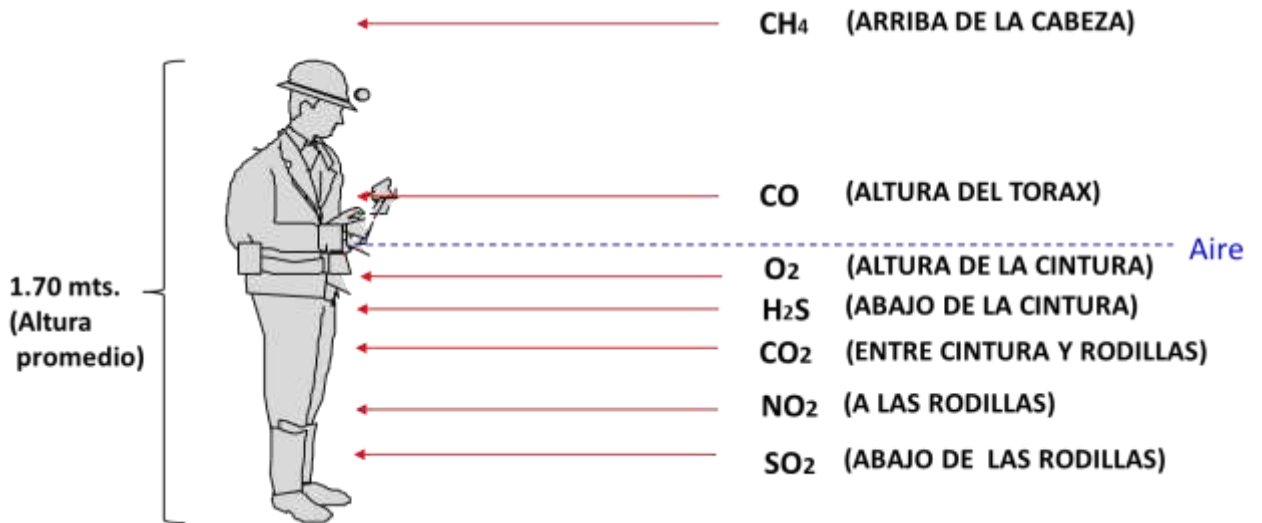 CH4 (ARRIBA DE LA CABEZA)
CO (ALTURA DEL TORAX)
Aire
O2 (ALTURA DE LA CINTURA)
H2S (ABAJO DE LA CINTURA)
CO2 (ENTRE CINTURA Y RODILLAS)
NO2 (A LAS RODILLAS)
SO2 (ABAJO DE LAS RODILLAS)
1.70 mts.
(Altura
promedio)